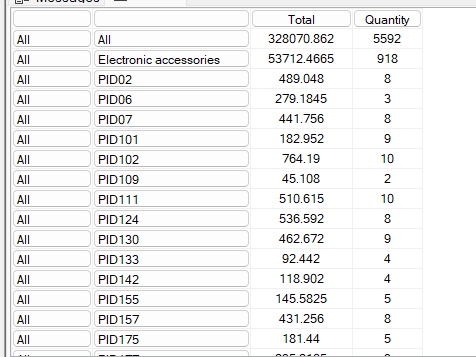 Messages
Total Quantity
All All 328070.862 5592
All Electronic accessories 53712.4665 918
All PID02 489.048 8
All PID06 279.1845 3
All PID07 441.756 8
All PID101 182.952 9
All PID102 764.19 10
All PID109 45.108 2
All PID111 510.615 10
All PID124 536.592 8
All PID130 462.672 9
All PID133 92.442 4
All PID142 118.902 4
All PID155 145.5825 5
All PID157 431.256 8
All PID175 181.44 5